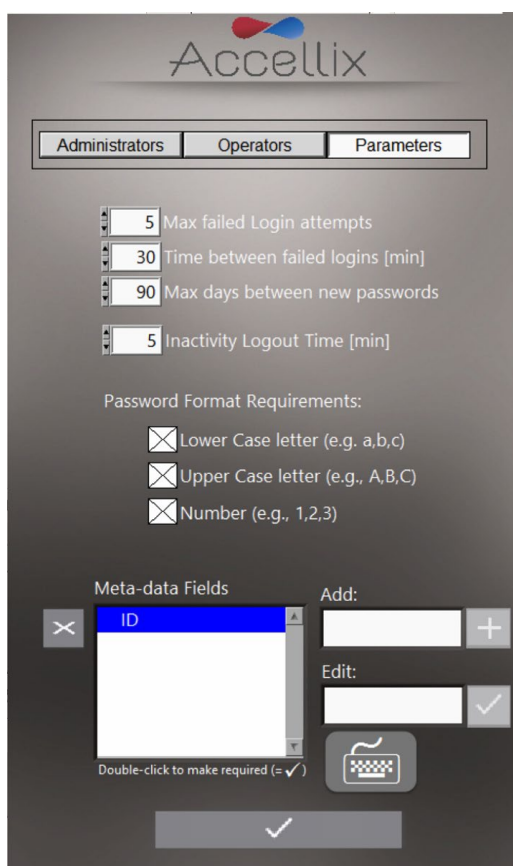 Accellix
Administrators Operators Parameters
5 Max failed Login attempts
30 Time between failed logins [min]
90 Max days between new passwords
5 Inactivity Logout Time [min]
Password Format Requirements:
Lower Case letter (e.g. a,b,c)
Upper Case letter (e.g., A,B,C)
Number (e.g., 1,2,3)
Meta-data Fields
ID
Add:
Edit:
Double-click to make required (=✓)